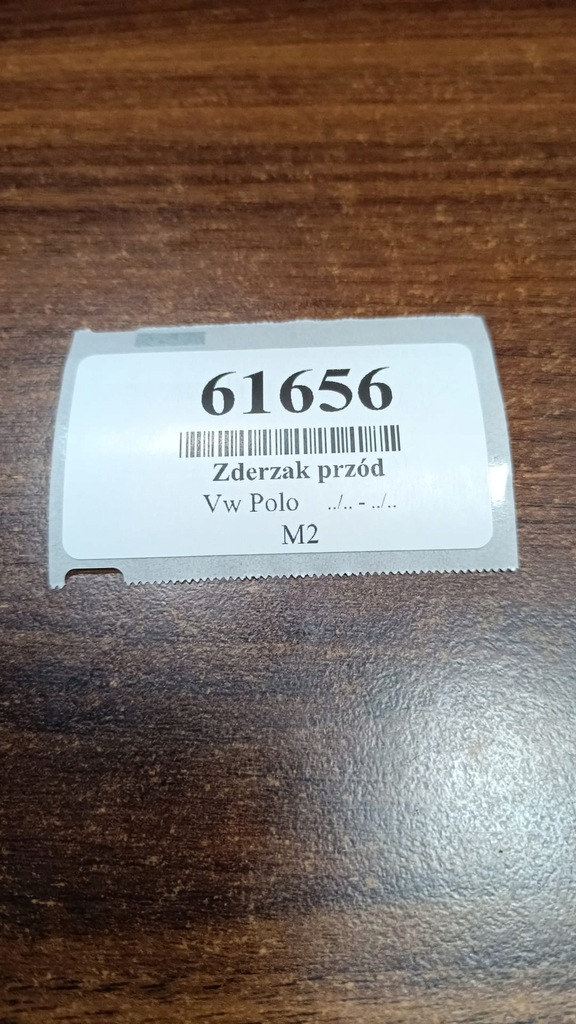 61656
Zderzak przód
Vw Polo ../.. - ../..
M2